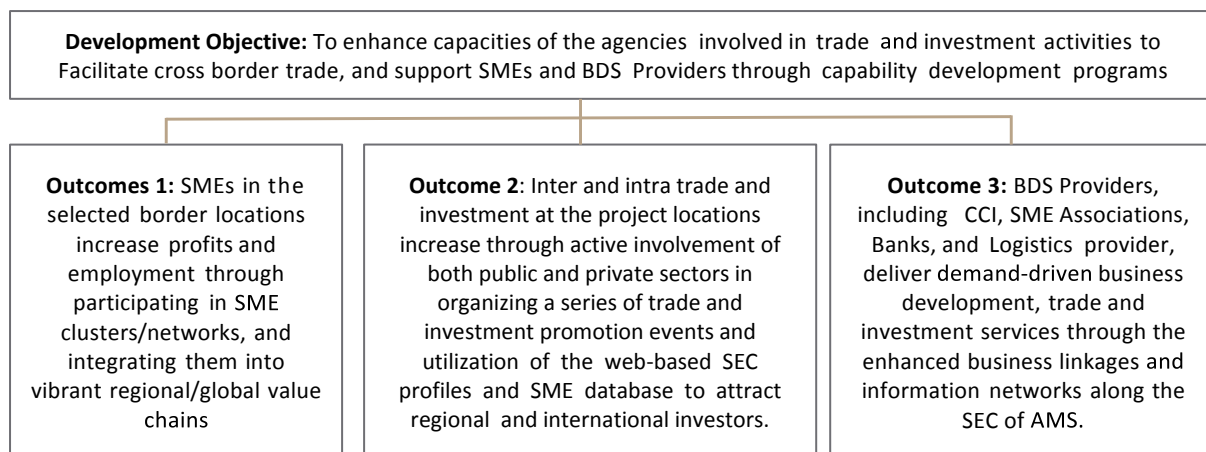 Development Objective: To enhance capacities of the agencies involved in trade and investment activities to
Facilitate cross border trade, and support SMEs and BDS Providers through capability development programs
Outcomes 1: SMEs in the
selected border locations
increase profits and
employment through
participating in SME
clusters/networks, and
integrating them into
vibrant regional/global value
chains
Outcome 2: Inter and intra trade and
investment at the project locations
increase through active involvement of
both public and private sectors in
organizing a series of trade and
investment promotion events and
utilization of the web-based SEC
profiles and SME database to attract
regional and international investors.
Outcome 3: BDS Providers,
including CCI, SME Associations,
Banks, and Logistics provider,
deliver demand-driven business
development, trade and
investment services through the
enhanced business linkages and
information networks along the
SEC of AMS.